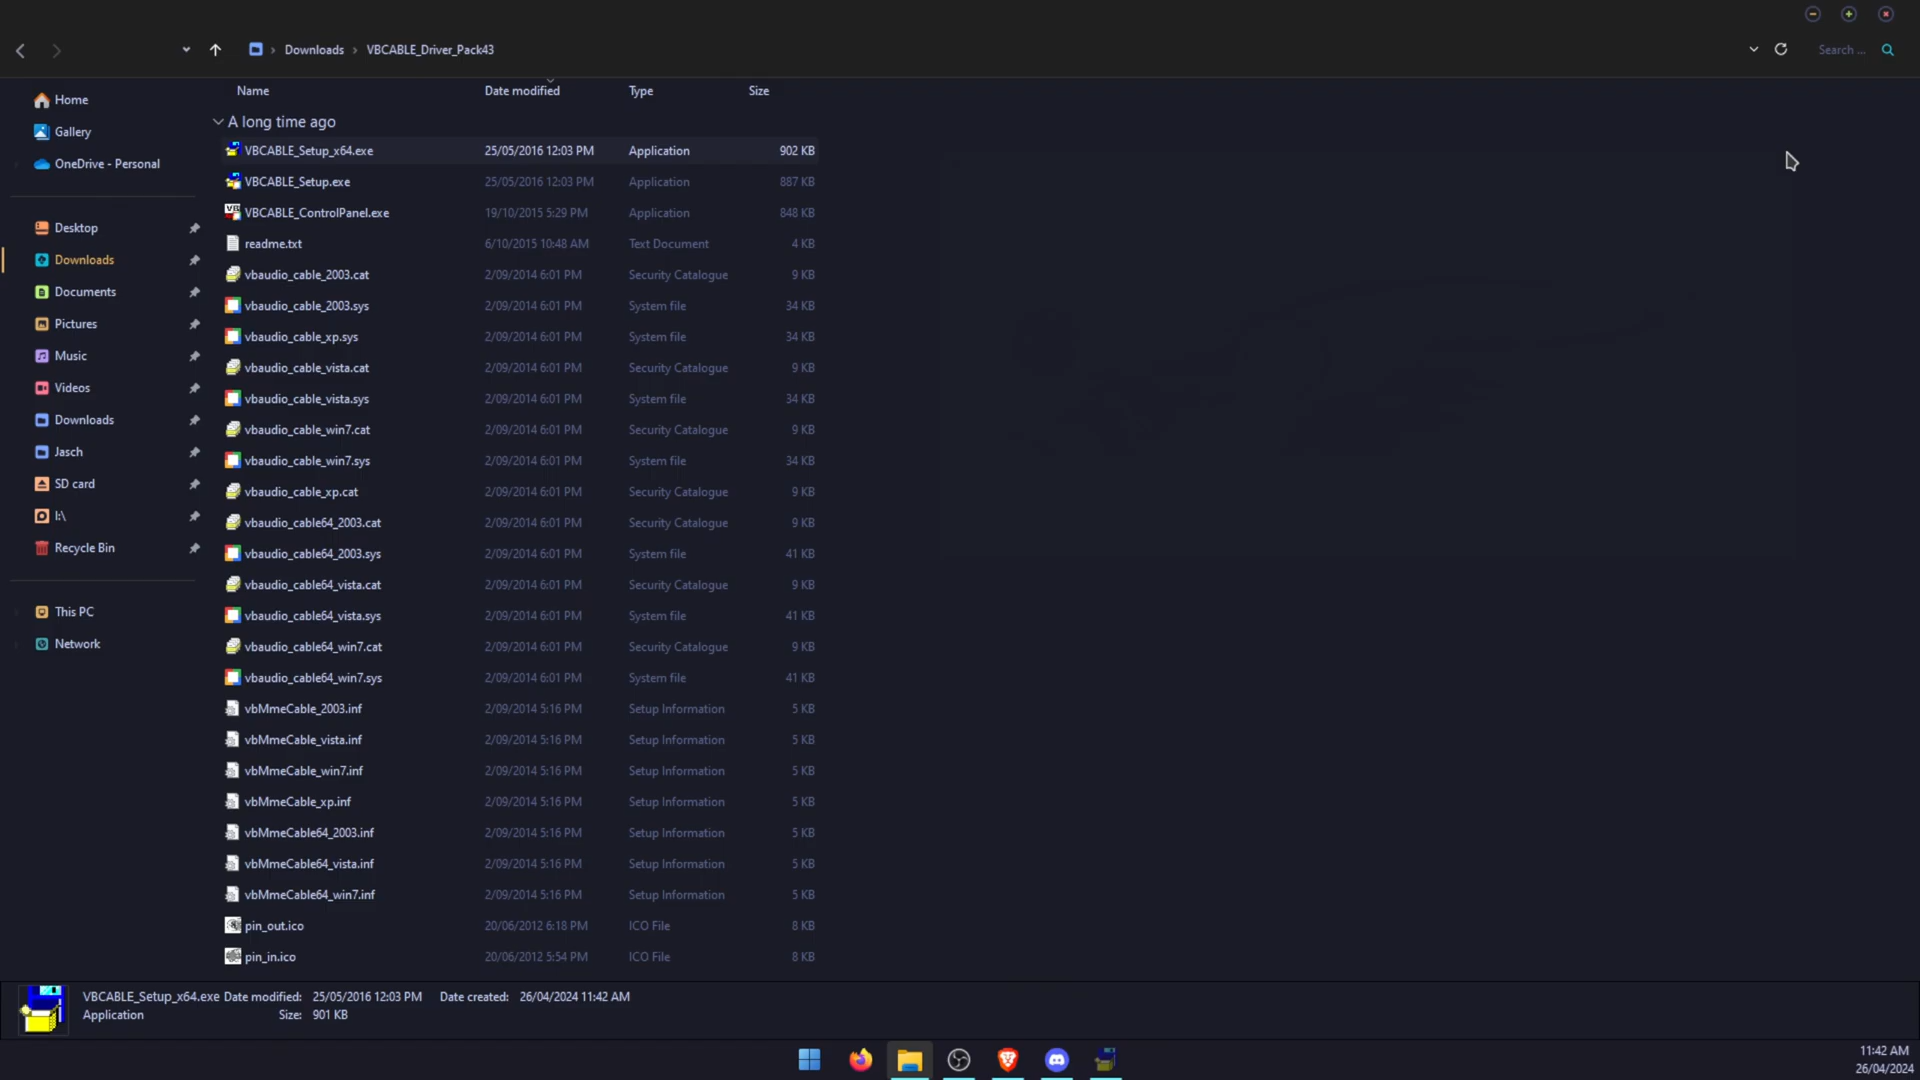 Downloads > VBCABLE_Driver_Pack43
Search ...
Home
Gallery
OneDrive - Personal
Desktop
Downloads
Documents
Pictures
Music
Videos
Downloads
Jasch
SD card
I:\
Recycle Bin
This PC
Network
Name Date modified Type Size
A long time ago
VBCABLE_Setup_x64.exe 25/05/2016 12:03 PM Application 902 KB
VBCABLE_Setup.exe 25/05/2016 12:03 PM Application 887 KB
VBCABLE_ControlPanel.exe 19/10/2015 5:29 PM Application 848 KB
readme.txt 6/10/2015 10:48 AM Text Document 4 KB
vbaudio_cable_2003.cat 2/09/2014 6:01 PM Security Catalogue 9 KB
vbaudio_cable_2003.sys 2/09/2014 6:01 PM System file 34 KB
vbaudio_cable_xp.sys 2/09/2014 6:01 PM System file 34 KB
vbaudio_cable_vista.cat 2/09/2014 6:01 PM Security Catalogue 9 KB
vbaudio_cable_vista.sys 2/09/2014 6:01 PM System file 34 KB
vbaudio_cable_win7.cat 2/09/2014 6:01 PM Security Catalogue 9 KB
vbaudio_cable_win7.sys 2/09/2014 6:01 PM System file 34 KB
vbaudio_cable_xp.cat 2/09/2014 6:01 PM Security Catalogue 9 KB
vbaudio_cable64_2003.cat 2/09/2014 6:01 PM Security Catalogue 9 KB
vbaudio_cable64_2003.sys 2/09/2014 6:01 PM System file 41 KB
vbaudio_cable64_vista.cat 2/09/2014 6:01 PM Security Catalogue 9 KB
vbaudio_cable64_vista.sys 2/09/2014 6:01 PM System file 41 KB
vbaudio_cable64_win7.cat 2/09/2014 6:01 PM Security Catalogue 9 KB
vbaudio_cable64_win7.sys 2/09/2014 6:01 PM System file 41 KB
vbMmeCable_2003.inf 2/09/2014 5:16 PM Setup Information 5 KB
vbMmeCable_vista.inf 2/09/2014 5:16 PM Setup Information 5 KB
vbMmeCable_win7.inf 2/09/2014 5:16 PM Setup Information 5 KB
vbMmeCable_xp.inf 2/09/2014 5:16 PM Setup Information 5 KB
vbMmeCable64_2003.inf 2/09/2014 5:16 PM Setup Information 5 KB
vbMmeCable64_vista.inf 2/09/2014 5:16 PM Setup Information 5 KB
vbMmeCable64_win7.inf 2/09/2014 5:16 PM Setup Information 5 KB
pin_out.ico 20/06/2012 6:18 PM ICO File 8 KB
pin_in.ico 20/06/2012 5:54 PM ICO File 8 KB
VBCABLE_Setup_x64.exe Date modified: 25/05/2016 12:03 PM Date created: 26/04/2024 11:42 AM
Application Size: 901 KB
11:42 AM
26/04/2024